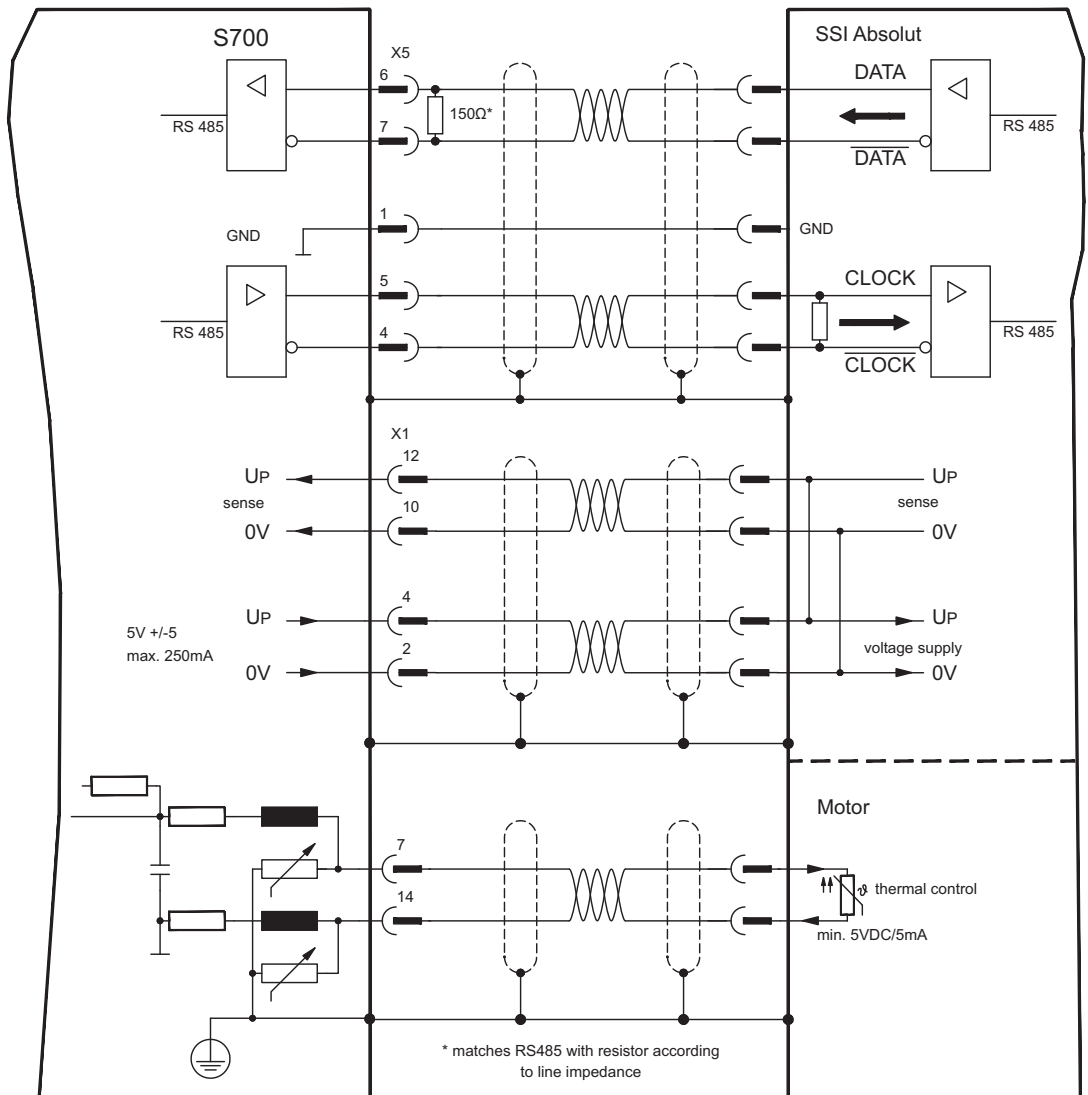 S700
SSI Absolut
X5
6
DATA
150Ω*
RS 485
7
RS 485
DATA
1
GND
GND
5
CLOCK
RS 485
4
RS 485
CLOCK
X1
12
UP
UP
sense
sense
10
0V
0V
4
UP
UP
5V +/-5
max. 250mA
voltage supply
2
0V
0V
Motor
7
ϑ thermal control
14
min. 5VDC/5mA
* matches RS485 with resistor according
to line impedance